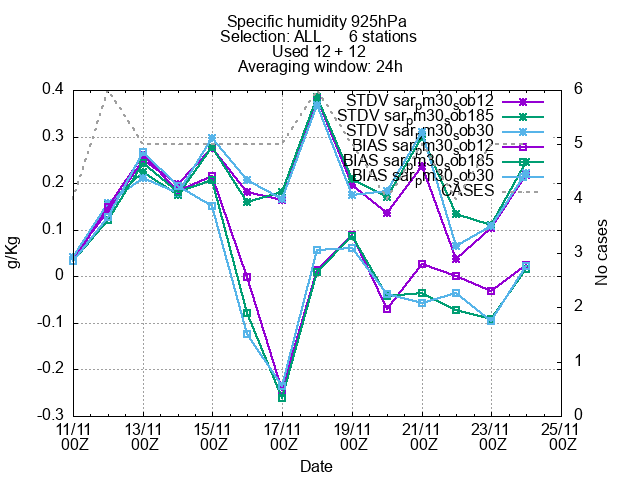 Specific humidity 925hPa
Selection: ALL 6 stations
Used 12 + 12
Averaging window: 24h
0.4
0.3
0.2
0.1
0
-0.1
-0.2
-0.3
g/Kg
6
5
4
3
2
1
0
No cases
STDV sar_pm30_sob12
STDV sar_pm30_sob185
STDV sar_pm30_sob30
BIAS sar_pm30_sob12
BIAS sar_pm30_sob185
BIAS sar_pm30_sob30
CASES
11/11 13/11 15/11 17/11 19/11 21/11 23/11 25/11
00Z 00Z 00Z 00Z 00Z 00Z 00Z 00Z
Date